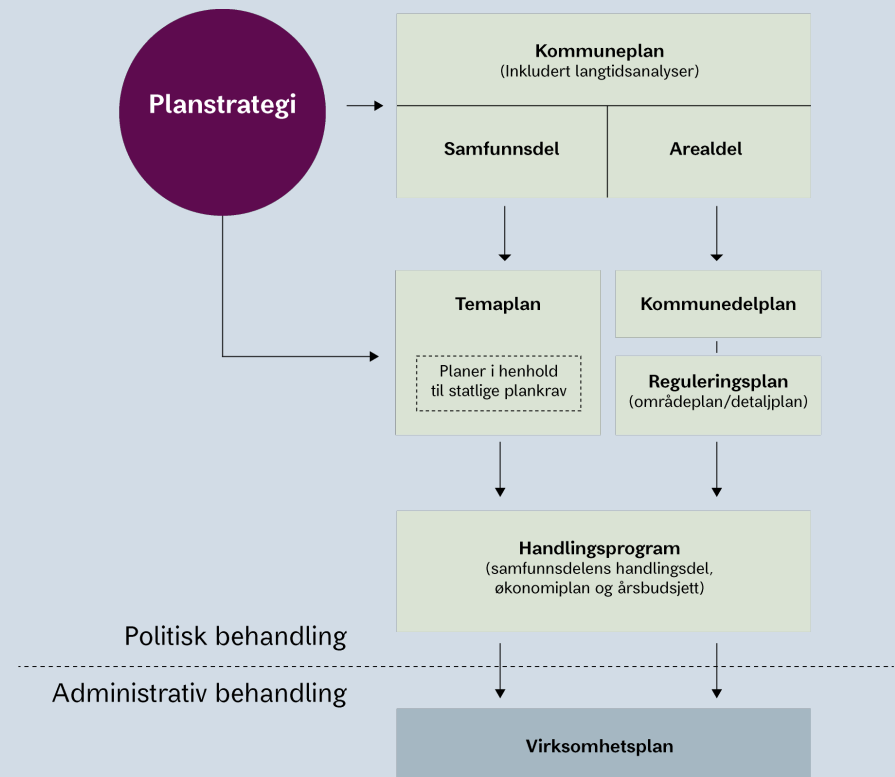 Planstrategi
Kommuneplan
(Inkludert langtidsanalyser)
Samfunnsdel
Arealdel
Temaplan
Planer i henhold
til statlige plankrav
Kommunedelplan
Reguleringsplan
(områdeplan/detaljplan)
Handlingsprogram
(samfunnsdelens handlingsdel,
økonomiplan og årsbudsjett)
Politisk behandling
Administrativ behandling
Virksomhetsplan